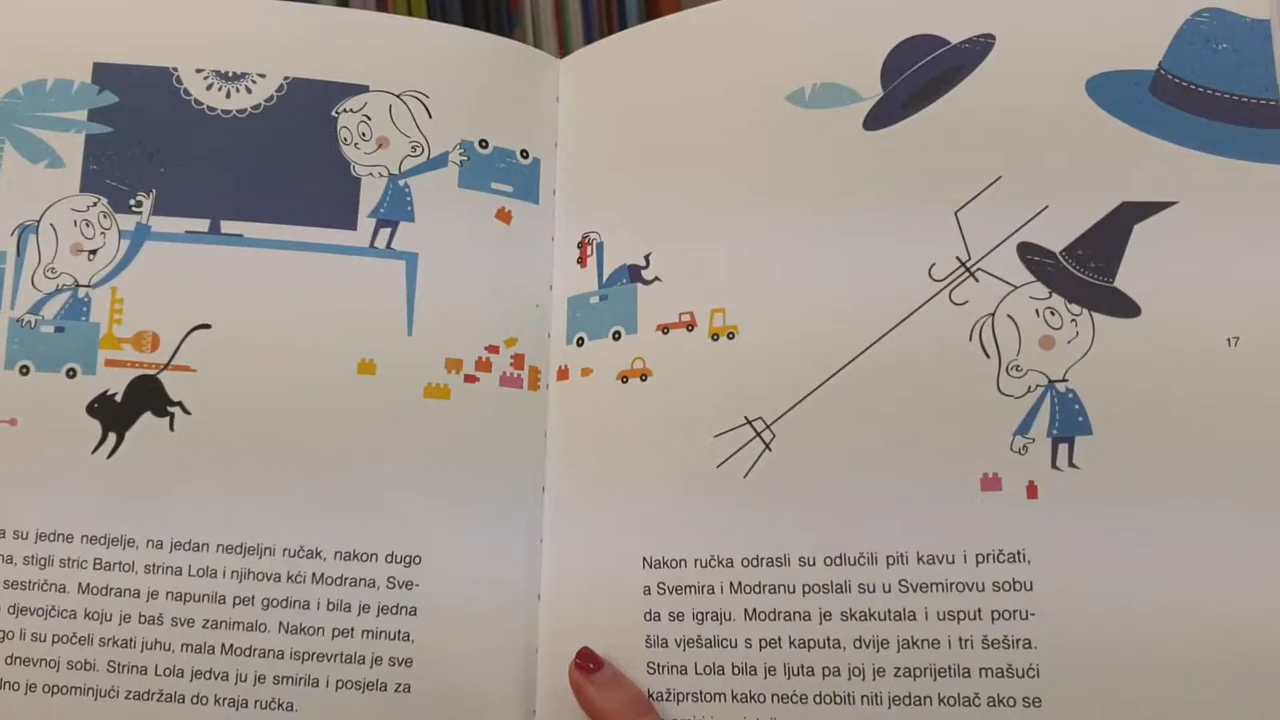 a su jedne nedjelje, na jedan nedjeljni ručak, nakon dugo
stigli stric Bartol, strina Lola i njihova kći Modrana, Sve-
sestrična. Modrana je napunila pet godina i bila je jedna
djevojčica koju je baš sve zanimalo. Nakon pet minuta,
li su počeli srkati juhu, mala Modrana isprevrtala je sve
dnevnoj sobi. Strina Lola jedva ju je smirila i posjela za
je opominjući zadržala do kraja ručka.
17
Nakon ručka odrasli su odlučili piti kavu i pričati,
a Svemira i Modranu poslali su u Svemirovu sobu
da se igraju. Modrana je skakutala i usput poru-
šila vješalicu s pet kaputa, dvije jakne i tri šešira.
Strina Lola bila je ljuta pa joj je zaprijetila mašući
kažiprstom kako neće dobiti niti jedan kolač ako se